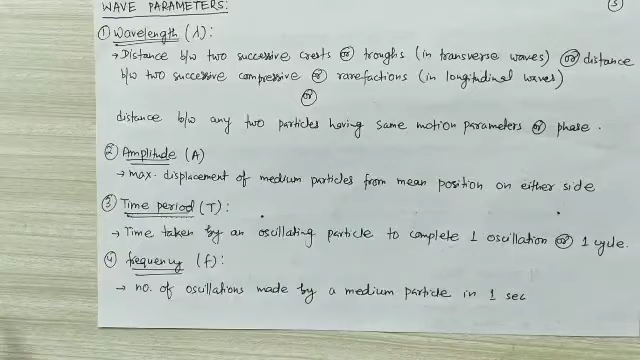 WAVE PARAMETERS:
5
① Wavelength (λ):
→ Distance b/w two successive crests or troughs (in transverse waves) or distance
b/w two successive compressive or rarefactions (in longitudinal waves)
or
distance b/w any two particles having same motion parameters or phase.
② Amplitude (A)
→ max. displacement of medium particles from mean position on either side
③ Time period (T):
→ Time taken by an oscillating particle to complete 1 oscillation or 1 cycle.
④ frequency (f):
→ no. of oscillations made by a medium particle in 1 sec